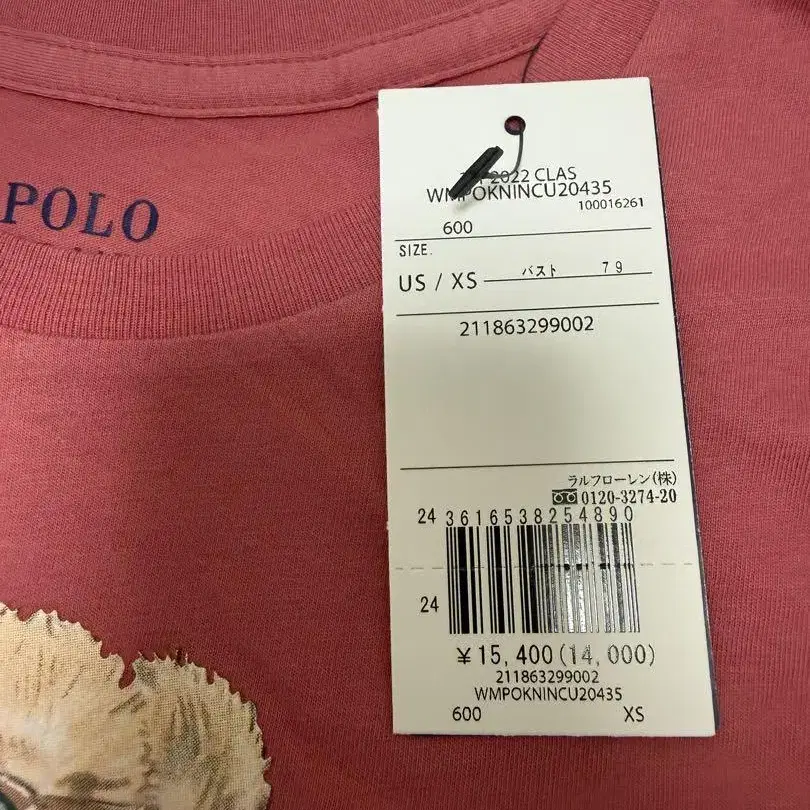 POLO
2022 CLAS
WMPOKNINCU20435
100016261
600
SIZE.
US / XS バスト 79
211863299002
ラルフローレン(株)
0120-3274-20
24 3616538254890
24
¥15,400(14,000)
211863299002
WMPOKNINCU20435
600 XS